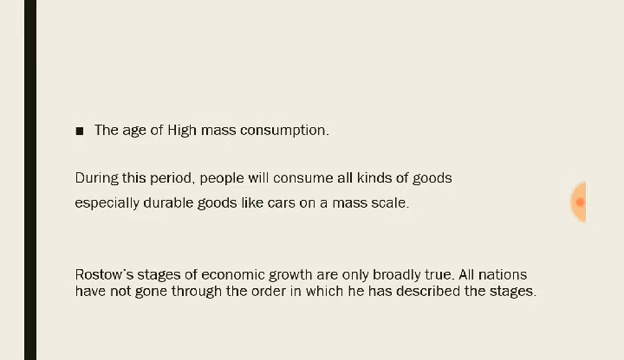 ■ The age of High mass consumption.
During this period, people will consume all kinds of goods
especially durable goods like cars on a mass scale.
Rostow's stages of economic growth are only broadly true. All nations
have not gone through the order in which he has described the stages.